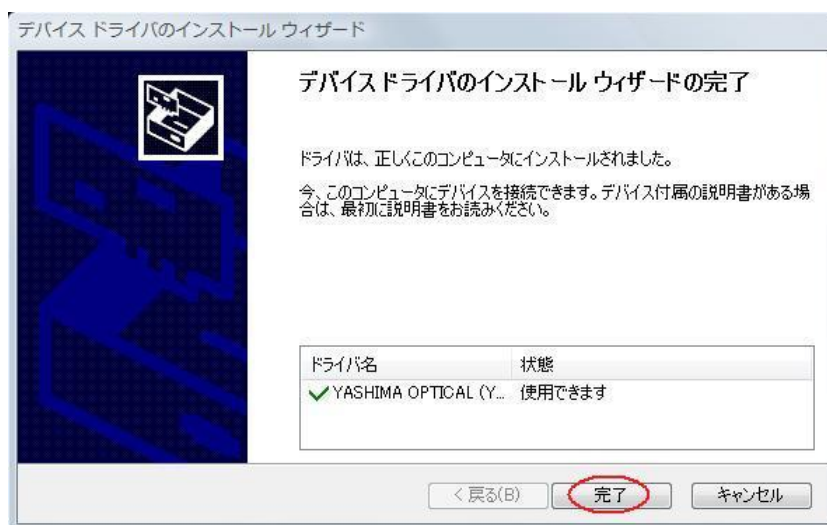 デバイス ドライバのインストール ウィザード
デバイス ドライバのインストール ウィザードの完了
ドライバは、正しくこのコンピュータにインストールされました。
今、このコンピュータにデバイスを接続できます。デバイス付属の説明書がある場
合は、最初に説明書をお読みください。
ドライバ名 状態
YASHIMA OPTICAL (Y... 使用できます
< 戻る(B) 完了 キャンセル